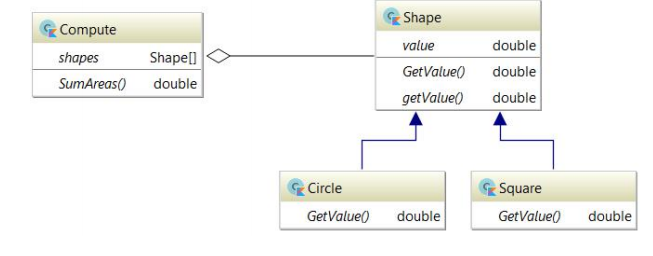 Compute
shapes Shape[]
SumAreas() double
Shape
value double
GetValue() double
getValue() double
Circle
GetValue() double
Square
GetValue() double